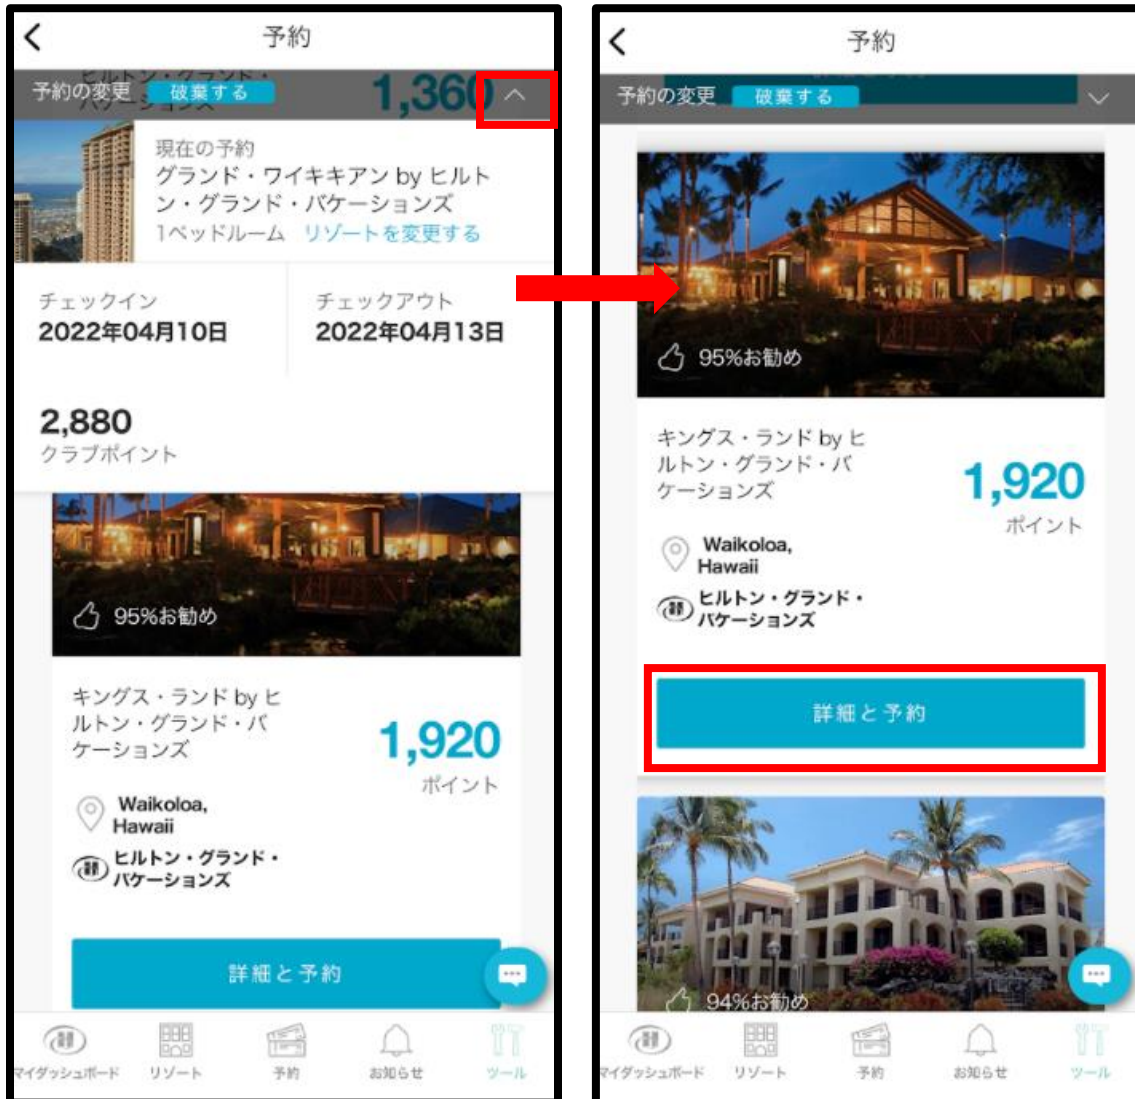 予約
予約の変更 破棄する
1,360
現在の予約
グランド・ワイキキアン by ヒルト
ン・グランド・バケーションズ
1ベッドルーム リゾートを変更する
チェックイン
2022年04月10日
チェックアウト
2022年04月13日
2,880
クラブポイント
95%お勧め
キングス・ランド by ヒ
ルトン・グランド・バ
ケーションズ
1,920
ポイント
Waikoloa,
Hawaii
ヒルトン・グランド・
バケーションズ
詳細と予約
マイダッシュボード リゾート 予約 お知らせ ツール
予約
予約の変更 破棄する
95%お勧め
キングス・ランド by ヒ
ルトン・グランド・バ
ケーションズ
1,920
ポイント
Waikoloa,
Hawaii
ヒルトン・グランド・
バケーションズ
詳細と予約
94%お勧め
マイダッシュボード リゾート 予約 お知らせ ツール